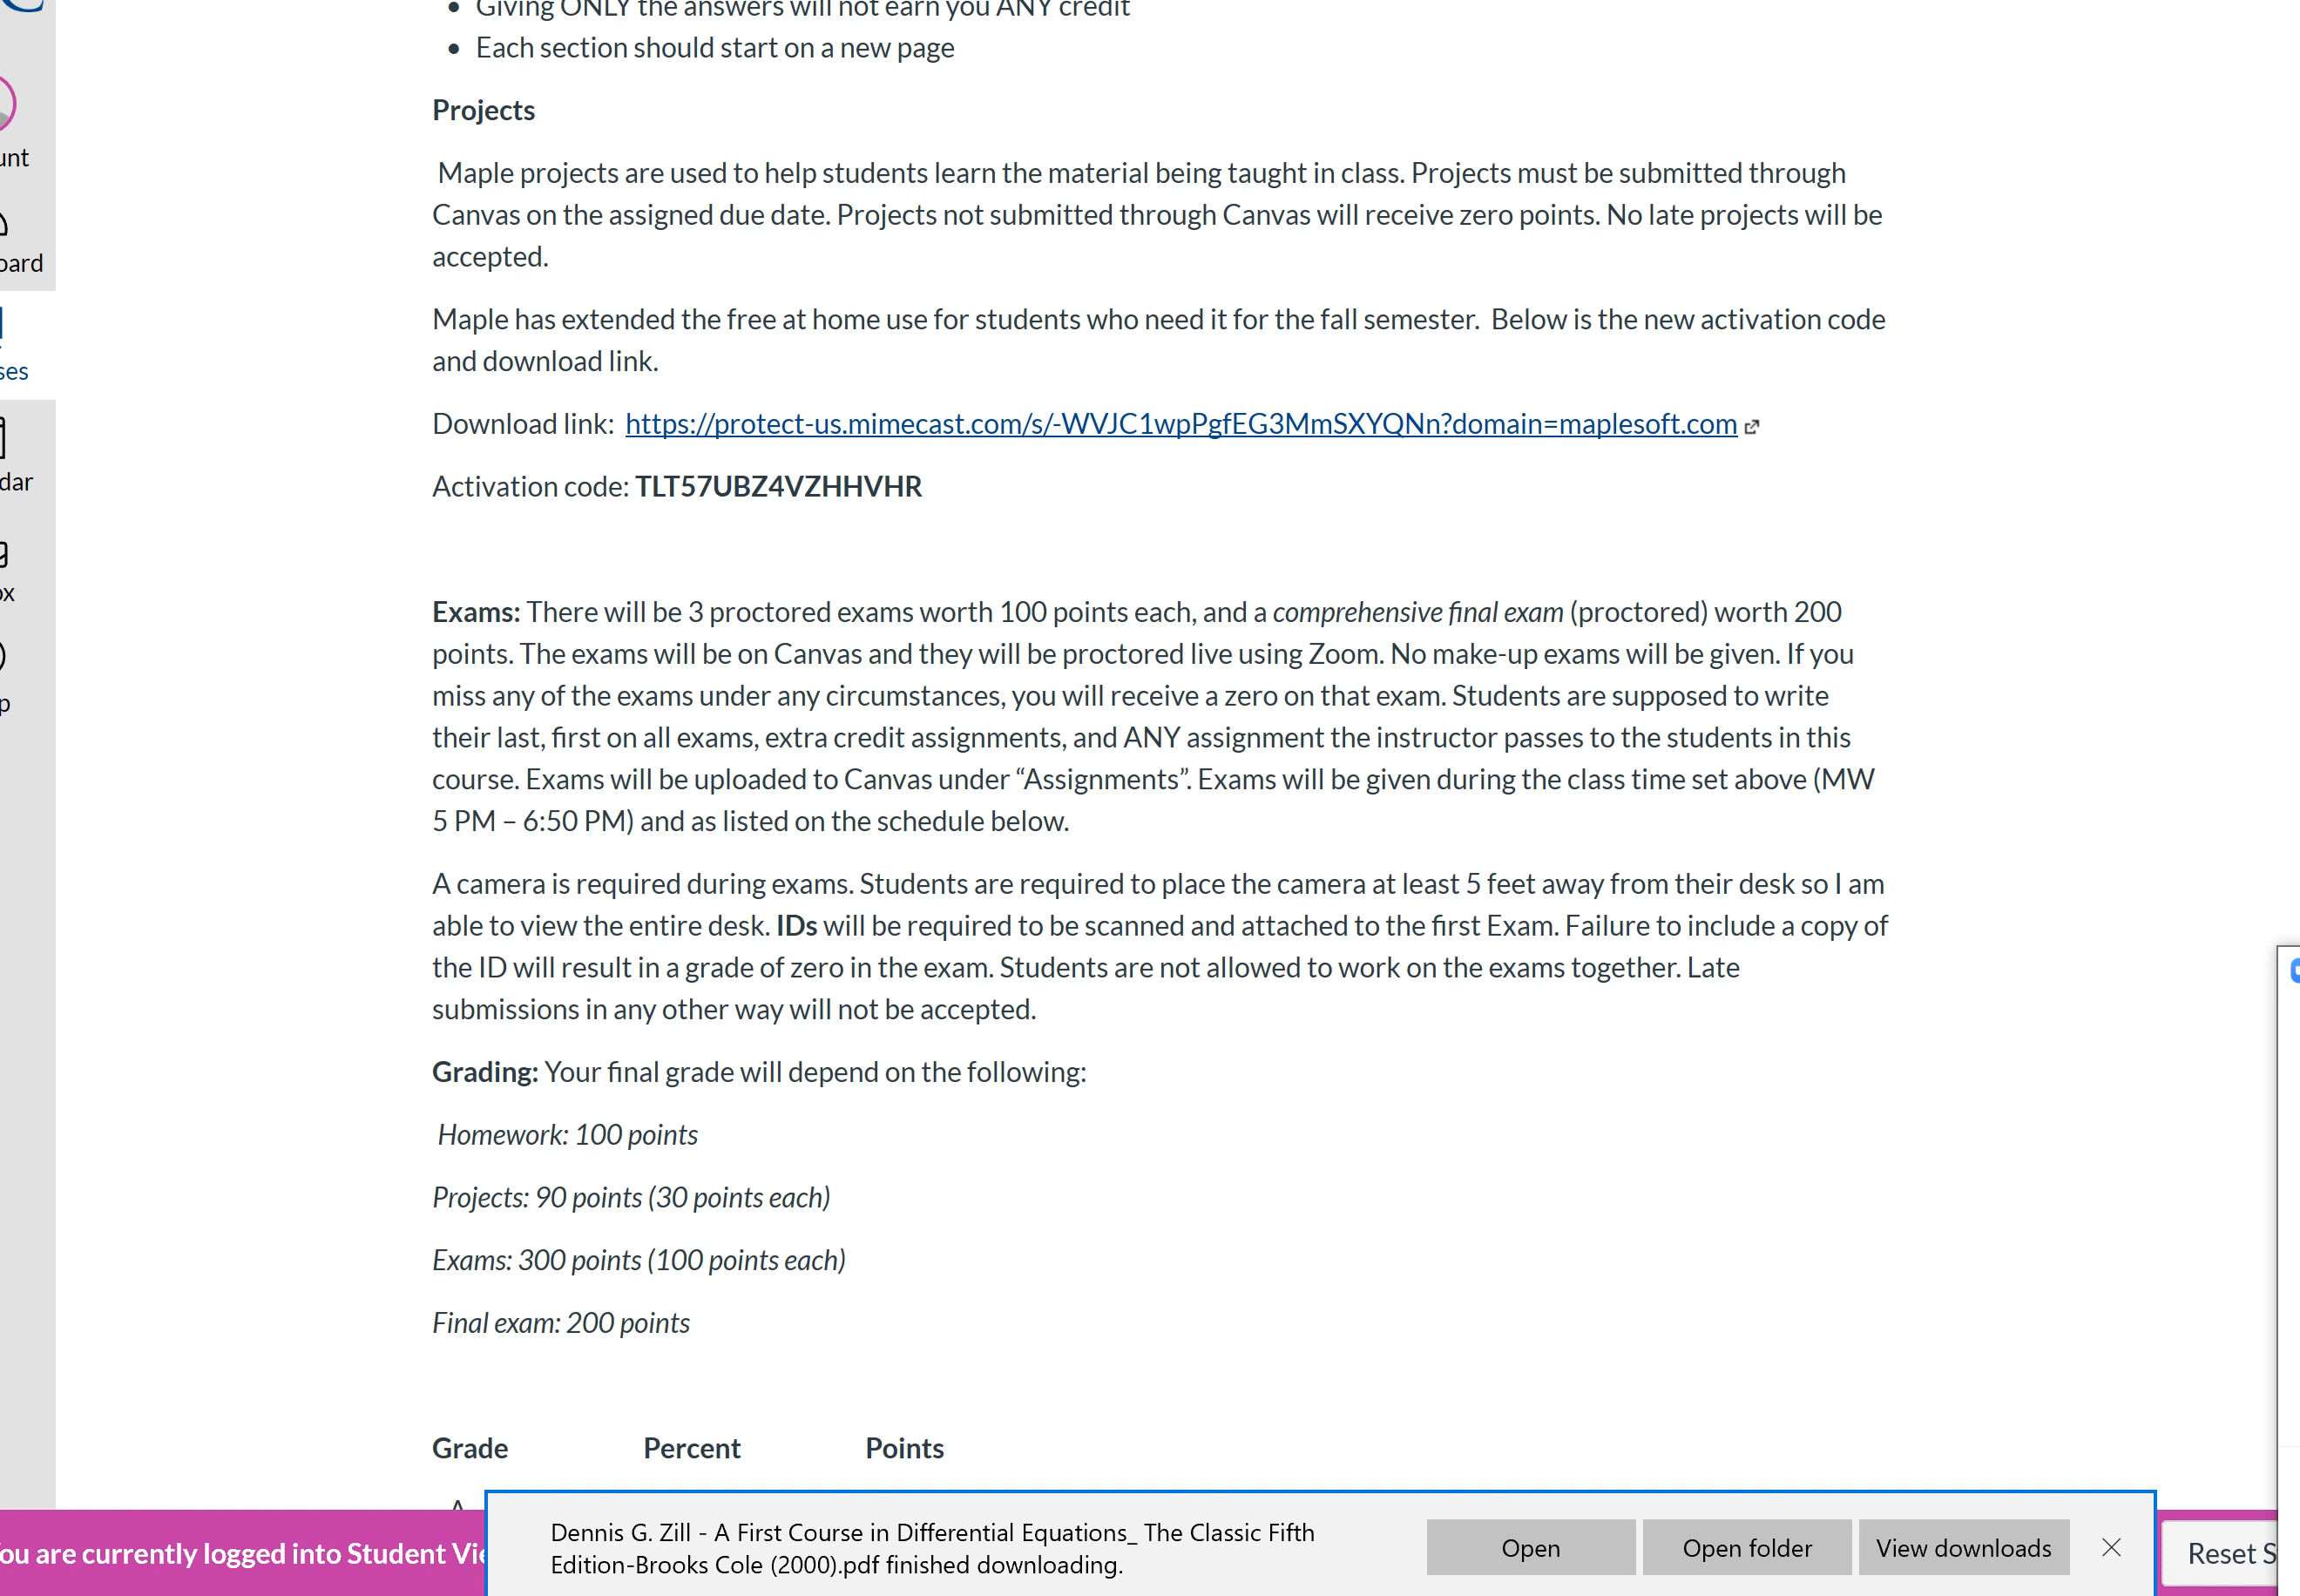 Giving ONLY the answers will not earn you ANY credit
Each section should start on a new page
Projects
Maple projects are used to help students learn the material being taught in class. Projects must be submitted through
Canvas on the assigned due date. Projects not submitted through Canvas will receive zero points. No late projects will be
accepted.
Maple has extended the free at home use for students who need it for the fall semester.  Below is the new activation code
and download link.
Download link:  https://protect-us.mimecast.com/s/-WVJC1wpPgfEG3MmSXYQNn?domain=maplesoft.com
Activation code: TLT57UBZ4VZHHVHR
Exams: There will be 3 proctored exams worth 100 points each, and a comprehensive final exam (proctored) worth 200
points. The exams will be on Canvas and they will be proctored live using Zoom. No make-up exams will be given. If you
miss any of the exams under any circumstances, you will receive a zero on that exam. Students are supposed to write
their last, first on all exams, extra credit assignments, and ANY assignment the instructor passes to the students in this
course. Exams will be uploaded to Canvas under “Assignments”. Exams will be given during the class time set above (MW
5 PM – 6:50 PM) and as listed on the schedule below.
A camera is required during exams. Students are required to place the camera at least 5 feet away from their desk so I am
able to view the entire desk. IDs will be required to be scanned and attached to the first Exam. Failure to include a copy of
the ID will result in a grade of zero in the exam. Students are not allowed to work on the exams together. Late
submissions in any other way will not be accepted.
Grading: Your final grade will depend on the following:
Homework: 100 points
Projects: 90 points (30 points each)
Exams: 300 points (100 points each)
Final exam: 200 points
Grade Percent Points
A
unt
oard
ses
dar
ox
p
ou are currently logged into Student Vie
Dennis G. Zill - A First Course in Differential Equations_ The Classic Fifth
Edition-Brooks Cole (2000).pdf finished downloading.
Open Open folder View downloads
Reset S